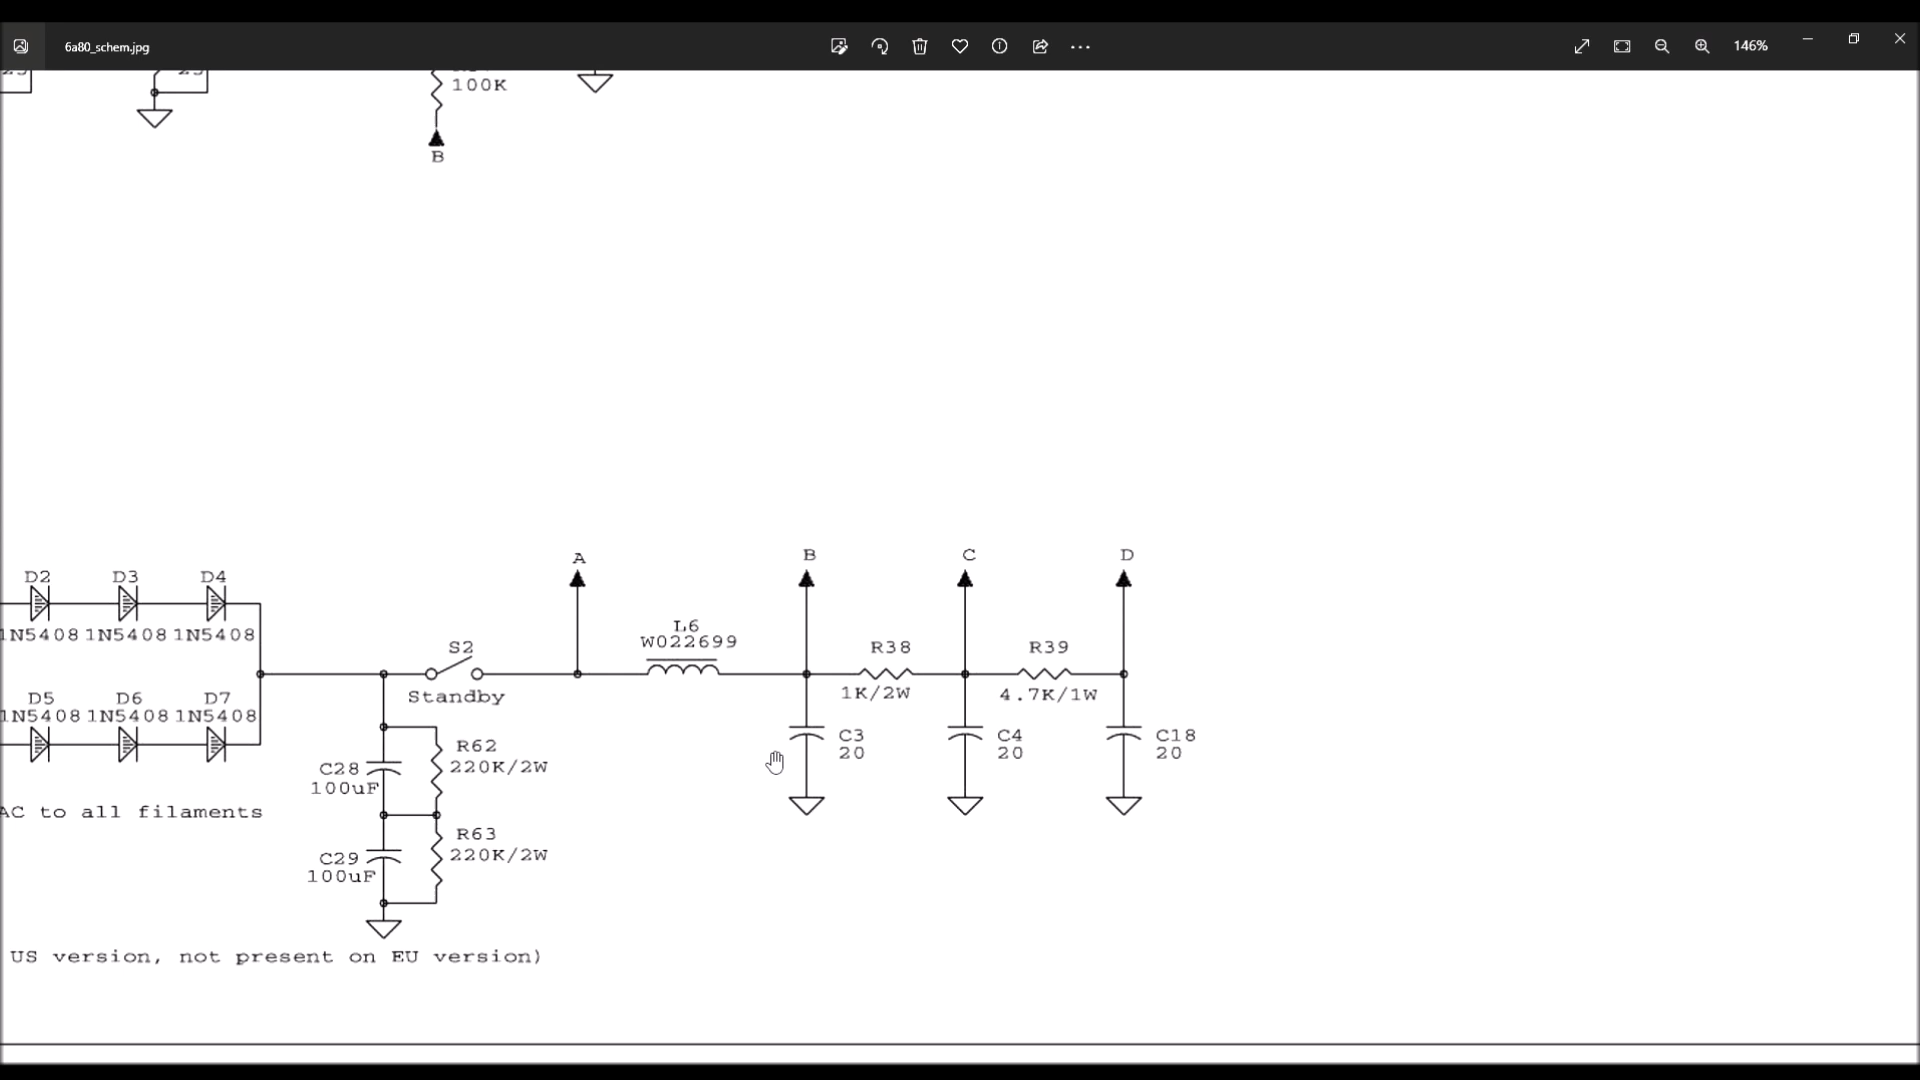 6a80_schem.jpg
146%
100K
B
A
B
C
D
D2
D3
D4
1N5408
1N5408
1N5408
L6
W022699
S2
Standby
R38
1K/2W
R39
4.7K/1W
D5
D6
D7
1N5408
1N5408
1N5408
R62
220K/2W
C3
20
C4
20
C18
20
C28
100uF
AC to all filaments
R63
220K/2W
C29
100uF
US version, not present on EU version)